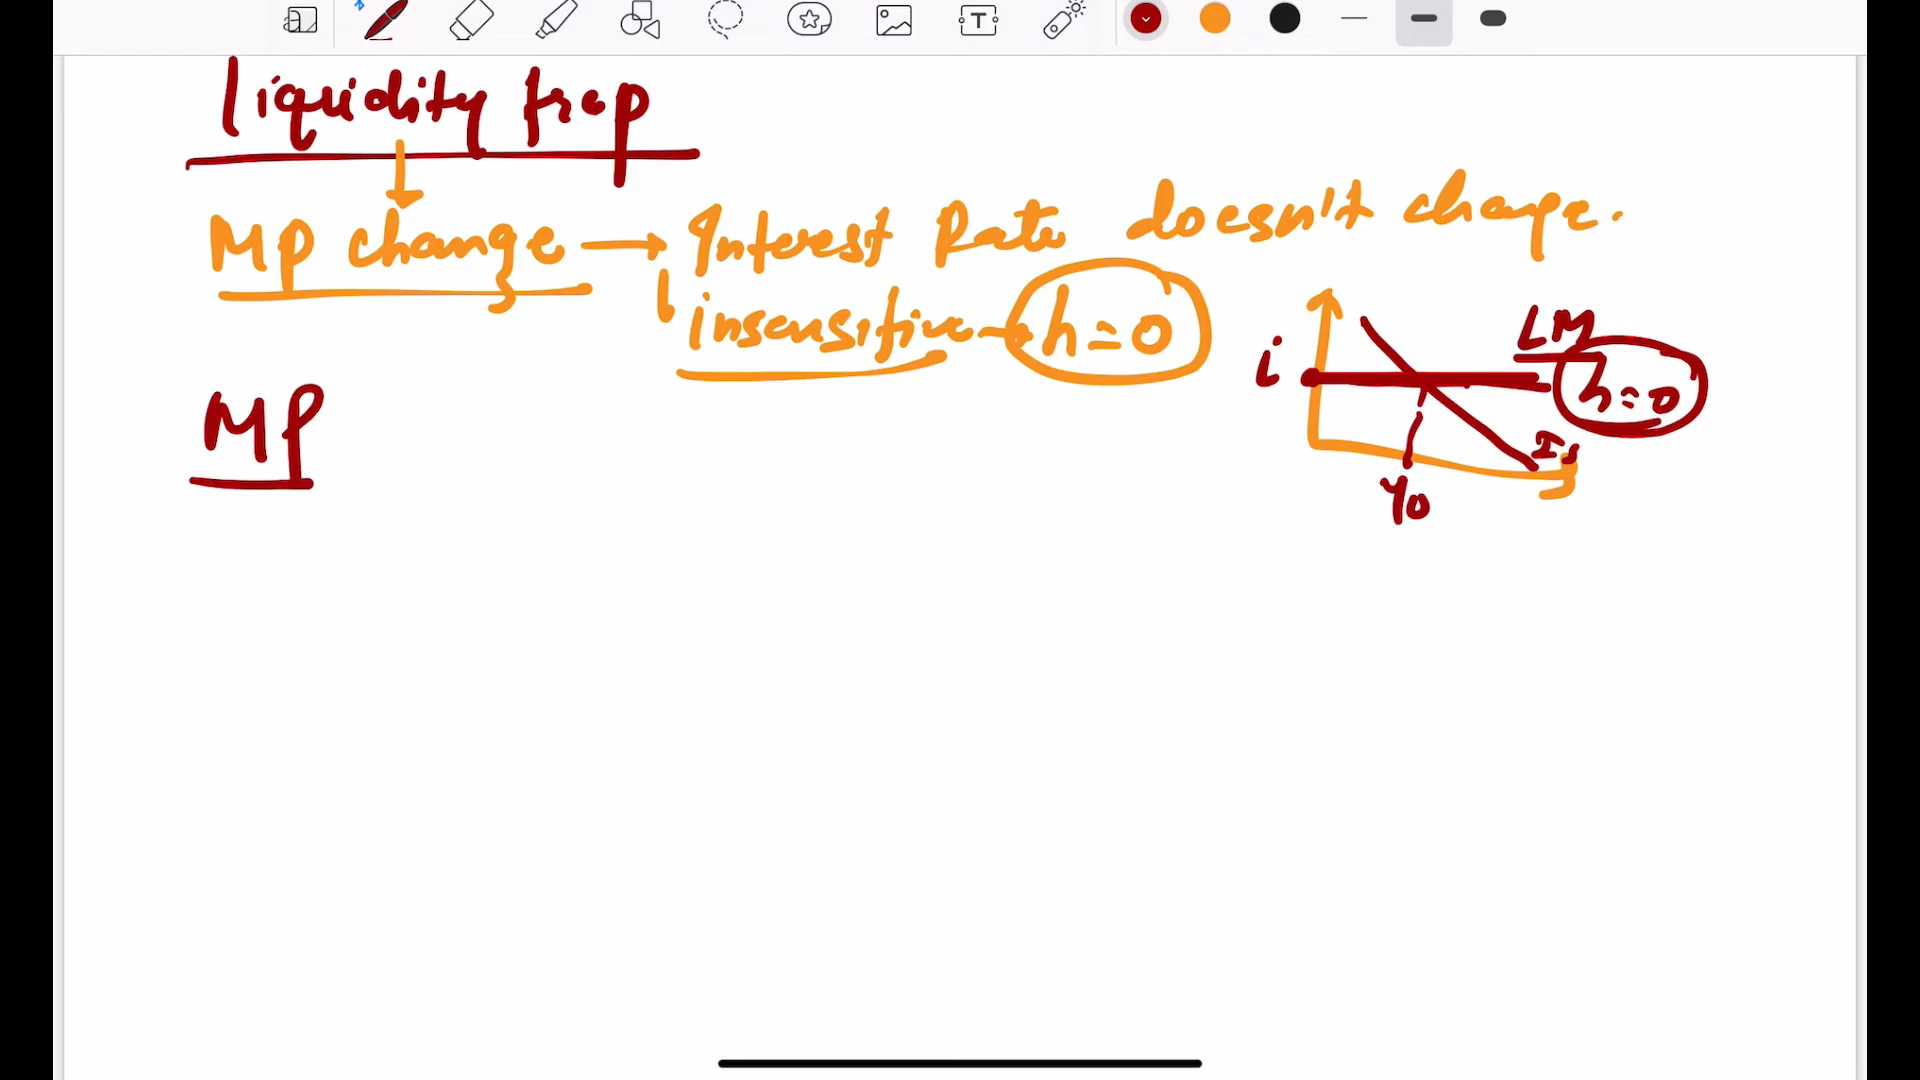 liquidity trap
MP change → Interest Rate doesn't change.
insensitive → h = 0
LM
i
h = 0
IS
Y0
MP